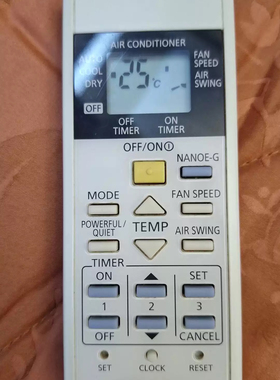 AIR CONDITIONER
AUTO
COOL
DRY
OFF
25°C
FAN
SPEED
AIR
SWING
OFF
TIMER
ON
TIMER
OFF/ON
NANOE-G
MODE
FAN SPEED
POWERFUL/
QUIET
TEMP
AIR SWING
TIMER
ON
SET
1
2
3
OFF
CANCEL
SET
CLOCK
RESET